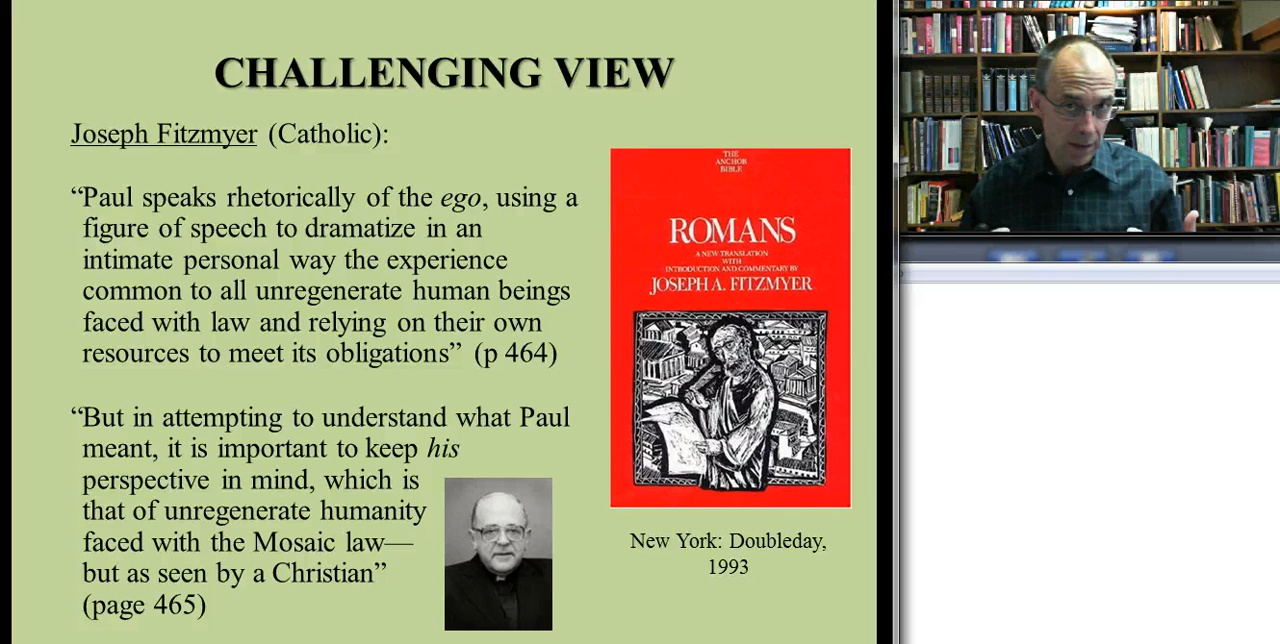 CHALLENGING VIEW
Joseph Fitzmyer (Catholic):
“Paul speaks rhetorically of the ego, using a
figure of speech to dramatize in an
intimate personal way the experience
common to all unregenerate human beings
faced with law and relying on their own
resources to meet its obligations” (p 464)
“But in attempting to understand what Paul
meant, it is important to keep his
perspective in mind, which is
that of unregenerate humanity
faced with the Mosaic law—
but as seen by a Christian”
(page 465)
THE
ANCHOR
BIBLE
ROMANS
A NEW TRANSLATION
WITH
INTRODUCTION AND COMMENTARY BY
JOSEPH A. FITZMYER
New York: Doubleday,
1993